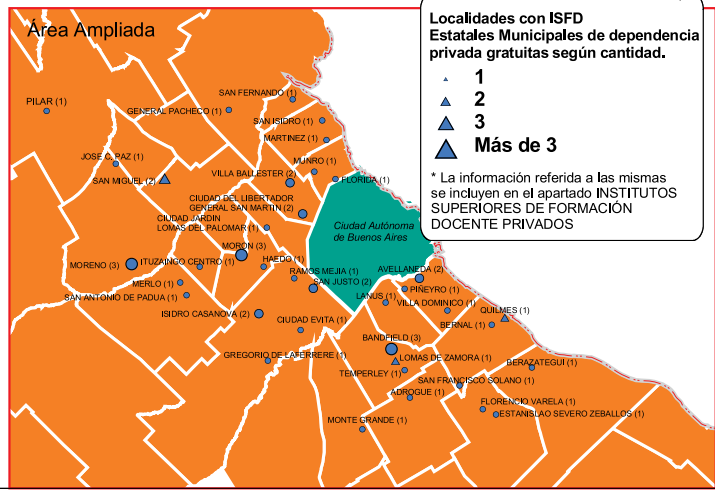 Área Ampliada
Localidades con ISFD
Estatales Municipales de dependencia
privada gratuitas según cantidad.
1
2
3
Más de 3
* La información referida a las mismas
se incluyen en el apartado INSTITUTOS
SUPERIORES DE FORMACIÓN
DOCENTE PRIVADOS
SAN FERNANDO (1)
PILAR (1)
GENERAL PACHECO (1)
SAN ISIDRO (1)
MARTINEZ (1)
JOSE C. PAZ (1)
MUNRO (1)
VILLA BALLESTER (2)
SAN MIGUEL (2)
FLORIDA (1)
CIUDAD DEL LIBERTADOR
GENERAL SAN MARTIN (2)
CIUDAD JARDIN
LOMAS DEL PALOMAR (1)
Ciudad Autónoma
de Buenos Aires
MORON (3)
MORENO (3)
ITUZAINGO CENTRO (1)
HAEDO (1)
AVELLANEDA (2)
RAMOS MEJIA (1)
MERLO (1)
SAN JUSTO (2)
PIÑEYRO (1)
SAN ANTONIO DE PADUA (1)
LANUS (1)
VILLA DOMINICO (1)
ISIDRO CASANOVA (2)
QUILMES (1)
CIUDAD EVITA (1)
BERNAL (1)
BANDFIELD (3)
GREGORIO DE LAFERRERE (1)
LOMAS DE ZAMORA (1)
BERAZATEGUI (1)
TEMPERLEY (1)
SAN FRANCISCO SOLANO (1)
ADROGUE (1)
FLORENCIO VARELA (1)
ESTANISLAO SEVERO ZEBALLOS (1)
MONTE GRANDE (1)